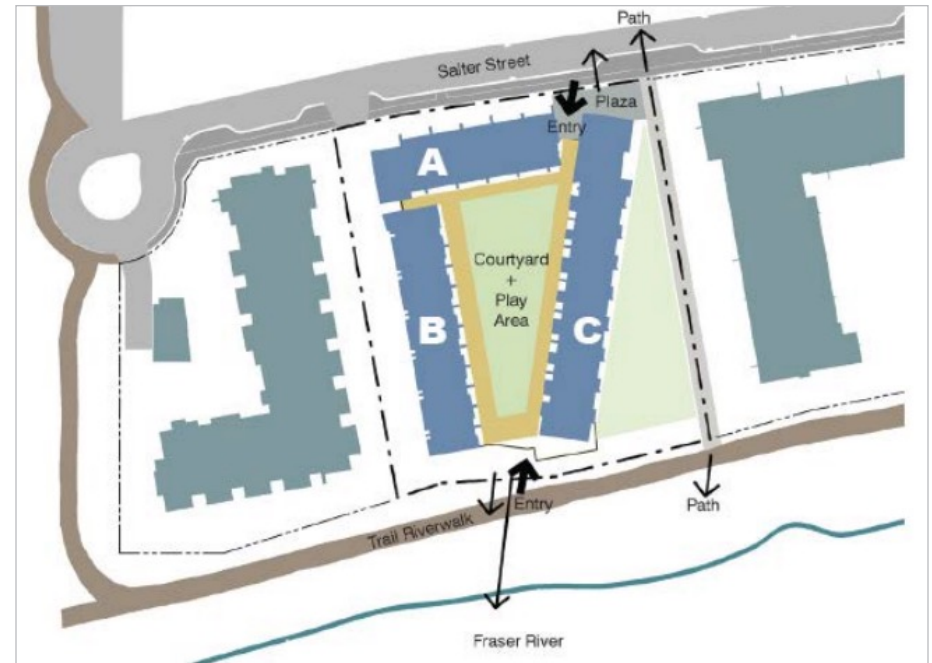 Path
Salter Street
Plaza
Entry
A
Courtyard
+
Play
Area
B
C
Entry
Path
Trail Riverwalk
Fraser River